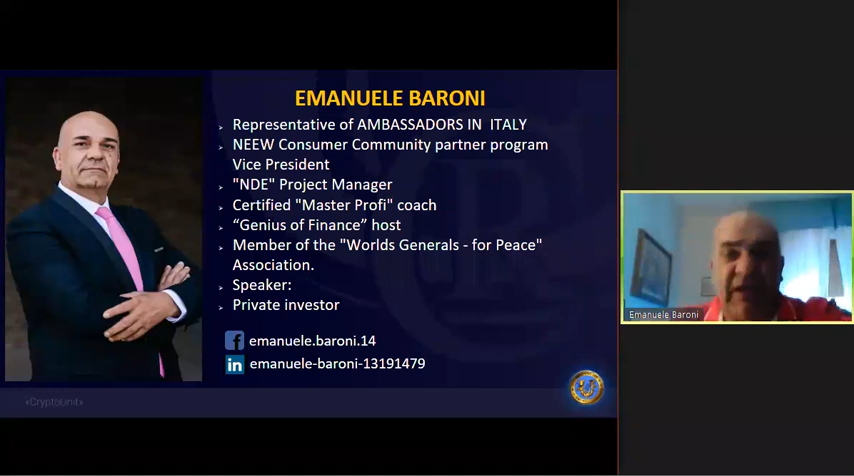 EMANUELE BARONI
Representative of AMBASSADORS IN ITALY
NEEW Consumer Community partner program
Vice President
"NDE" Project Manager
Certified "Master Profi" coach
“Genius of Finance” host
Member of the "Worlds Generals - for Peace"
Association.
Speaker:
Private investor
emanuele.baroni.14
in emanuele-baroni-13191479
«CryptoUnit»
Emanuele Baroni